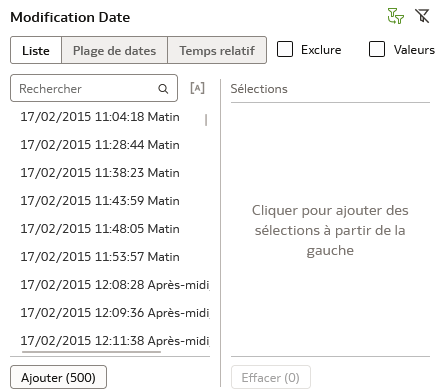 Modification Date
Liste Plage de dates Temps relatif Exclure Valeurs
Rechercher [A] Sélections
17/02/2015 11:04:18 Matin
17/02/2015 11:28:44 Matin
17/02/2015 11:38:23 Matin
17/02/2015 11:43:59 Matin
17/02/2015 11:48:05 Matin
17/02/2015 11:53:57 Matin
17/02/2015 12:08:28 Après-midi
17/02/2015 12:09:36 Après-midi
17/02/2015 12:11:38 Après-midi
Cliquer pour ajouter des
sélections à partir de la
gauche
Ajouter (500) Effacer (0)